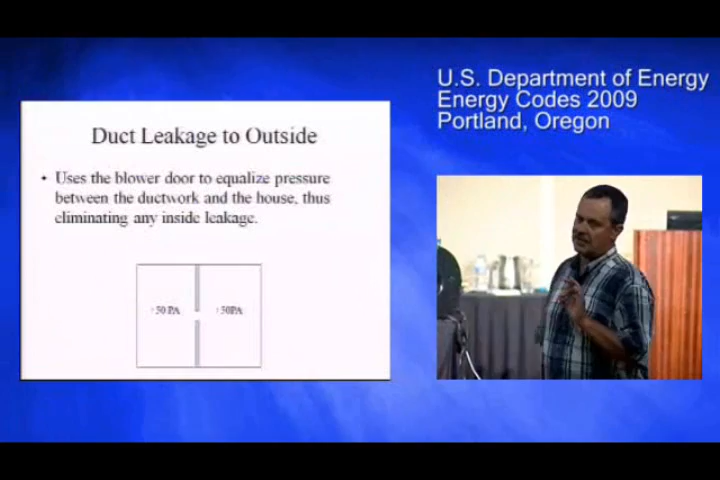 U.S. Department of Energy
Energy Codes 2009
Portland, Oregon
Duct Leakage to Outside
• Uses the blower door to equalize pressure
between the ductwork and the house, thus
eliminating any inside leakage.
↑50 PA ↑50PA